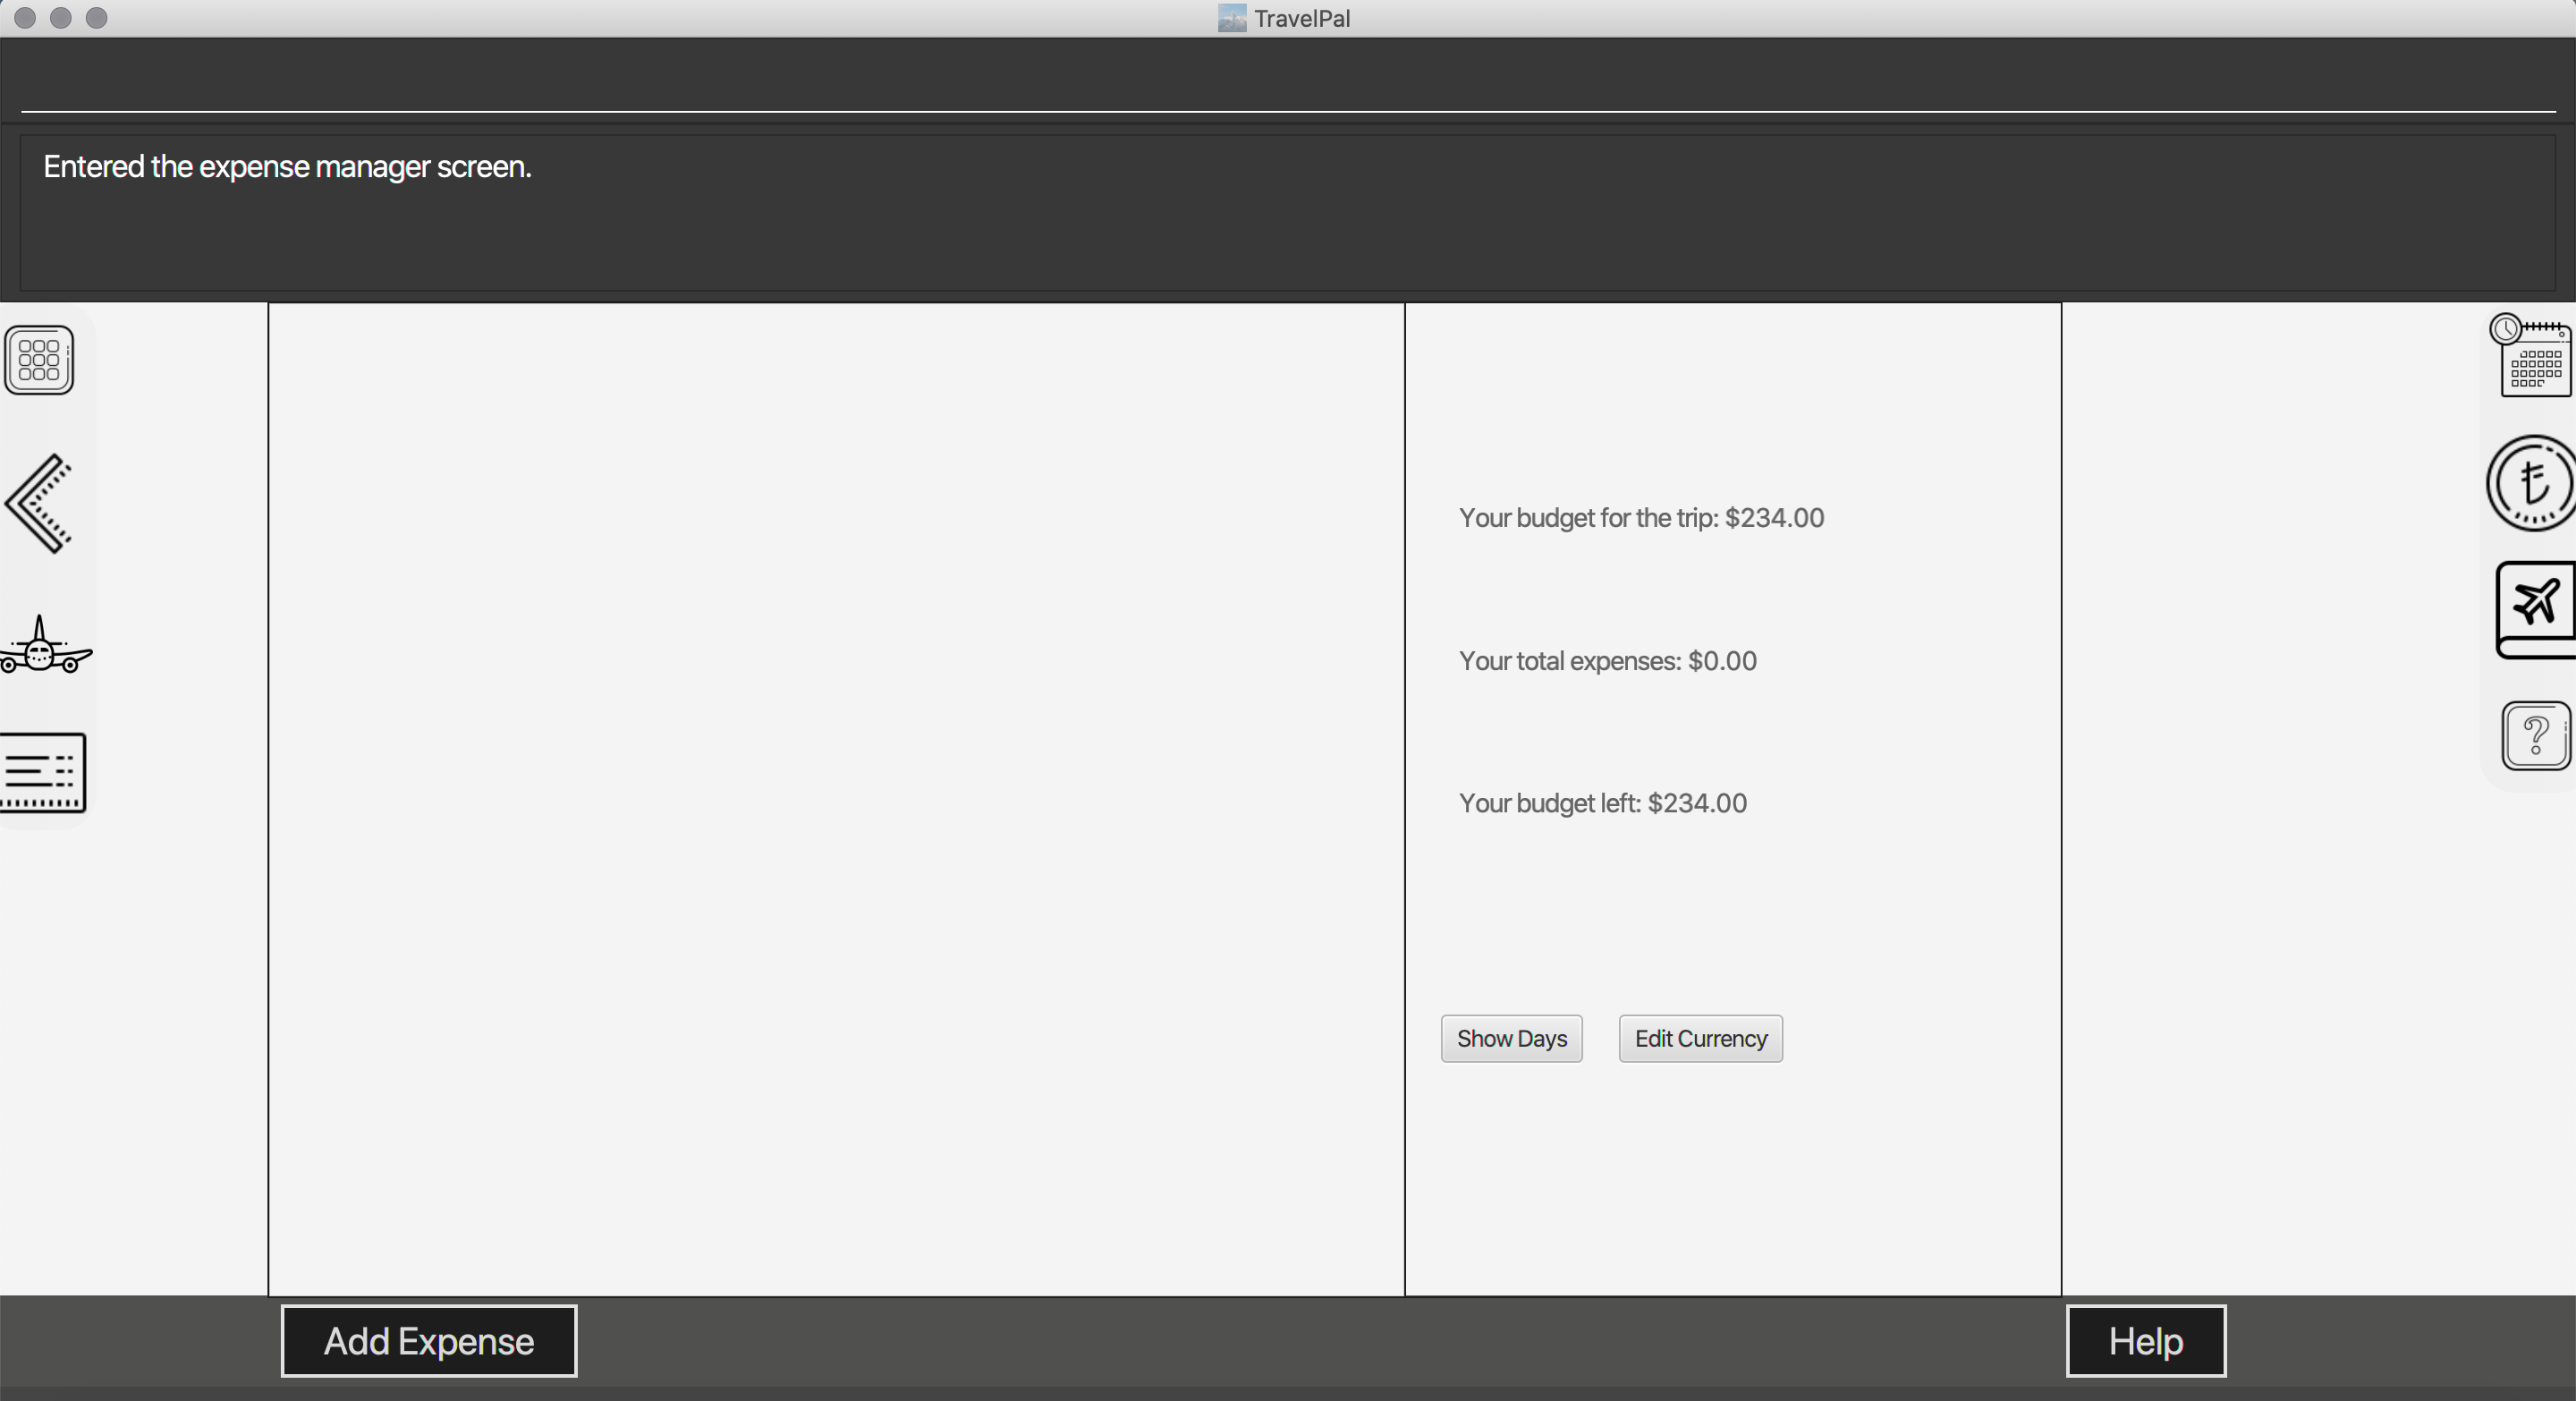 TravelPal
Entered the expense manager screen.
Your budget for the trip: $234.00
Your total expenses: $0.00
Your budget left: $234.00
Show Days
Edit Currency
Add Expense
Help